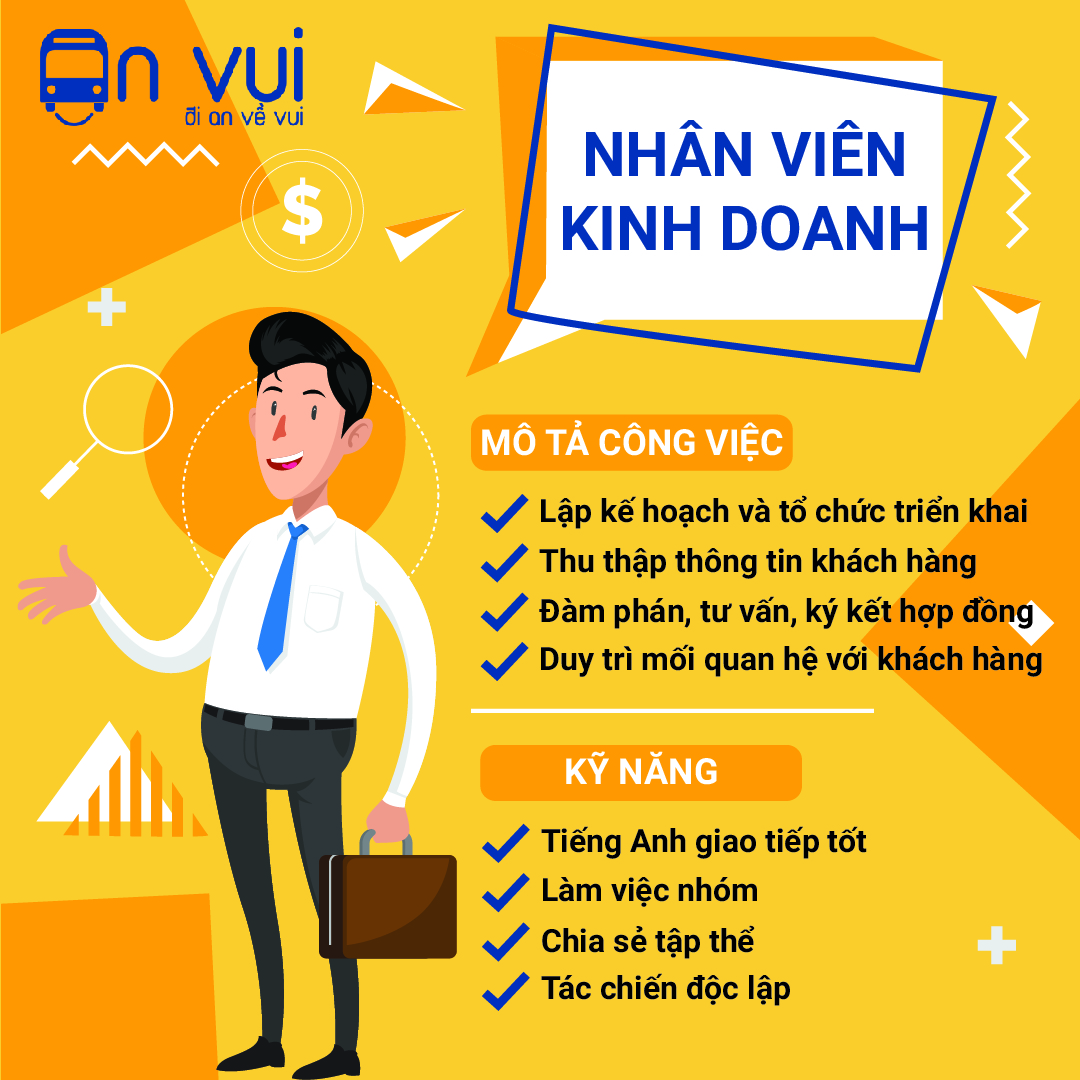 An vui
đi an về vui
$
NHÂN VIÊN
KINH DOANH
MÔ TẢ CÔNG VIỆC
Lập kế hoạch và tổ chức triển khai
Thu thập thông tin khách hàng
Đàm phán, tư vấn, ký kết hợp đồng
Duy trì mối quan hệ với khách hàng
KỸ NĂNG
Tiếng Anh giao tiếp tốt
Làm việc nhóm
Chia sẻ tập thể
Tác chiến độc lập